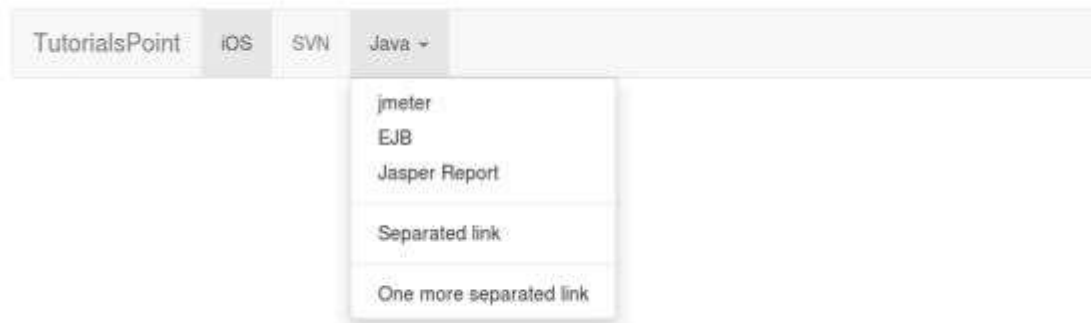 TutorialsPoint iOS SVN Java
jmeter
EJB
Jasper Report
Separated link
One more separated link